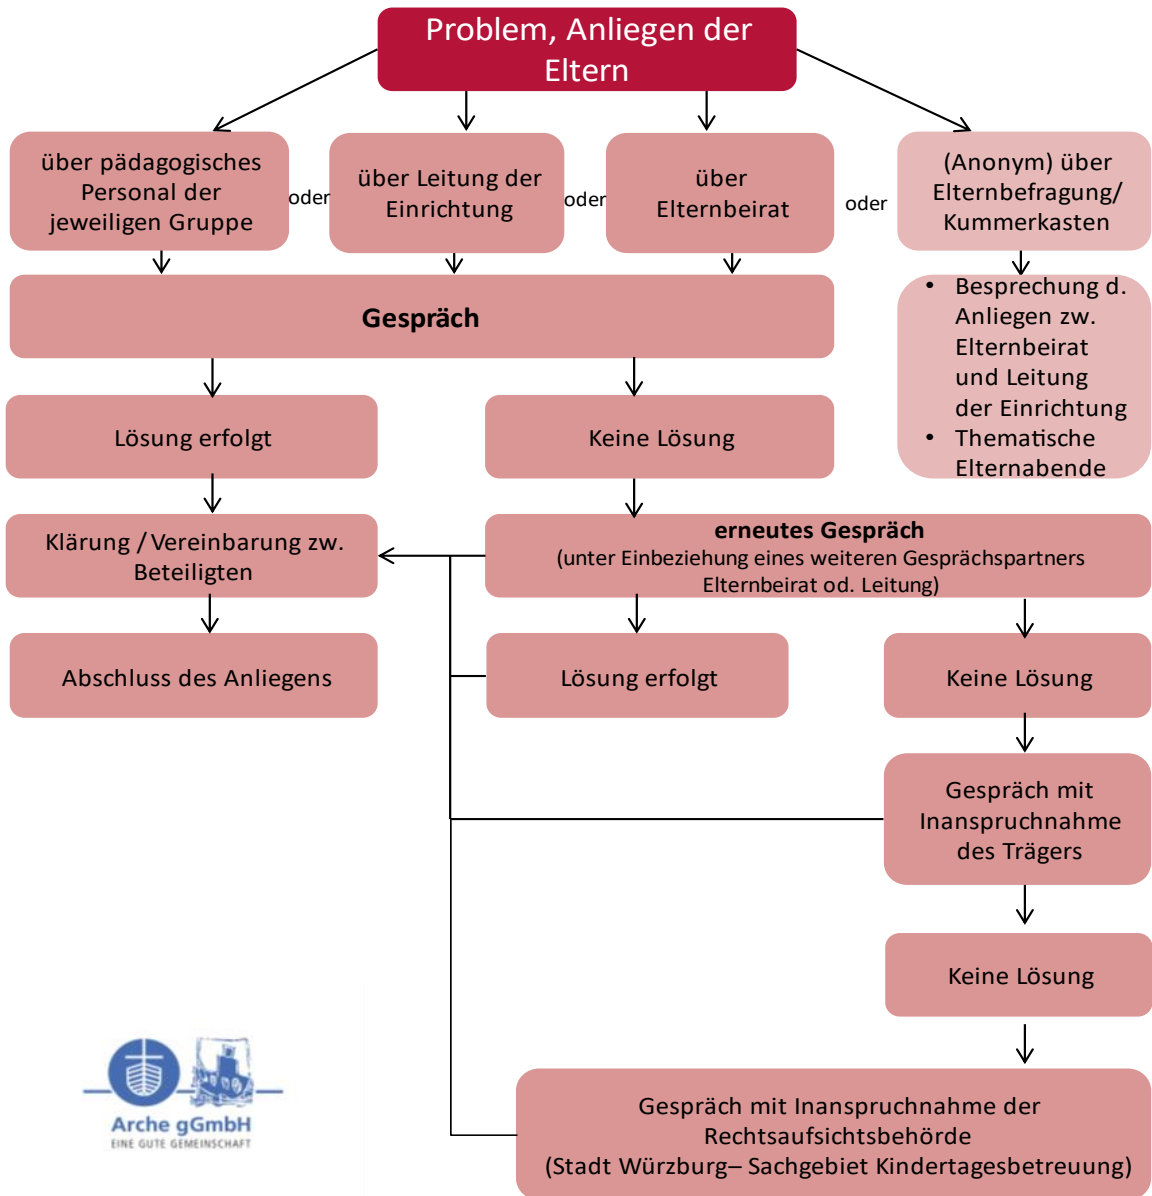 Problem, Anliegen der
Eltern
über pädagogisches
Personal der
jeweiligen Gruppe
oder
über Leitung der
Einrichtung
oder
über
Elternbeirat
oder
(Anonym) über
Elternbefragung/
Kummerkasten
Gespräch
• Besprechung d.
Anliegen zw.
Elternbeirat
und Leitung
der Einrichtung
• Thematische
Elternabende
Lösung erfolgt
Keine Lösung
Klärung / Vereinbarung zw.
Beteiligten
erneutes Gespräch
(unter Einbeziehung eines weiteren Gesprächspartners
Elternbeirat od. Leitung)
Abschluss des Anliegens
Lösung erfolgt
Keine Lösung
Gespräch mit
Inanspruchnahme
des Trägers
Keine Lösung
Gespräch mit Inanspruchnahme der
Rechtsaufsichtsbehörde
(Stadt Würzburg– Sachgebiet Kindertagesbetreuung)
Arche gGmbH
EINE GUTE GEMEINSCHAFT